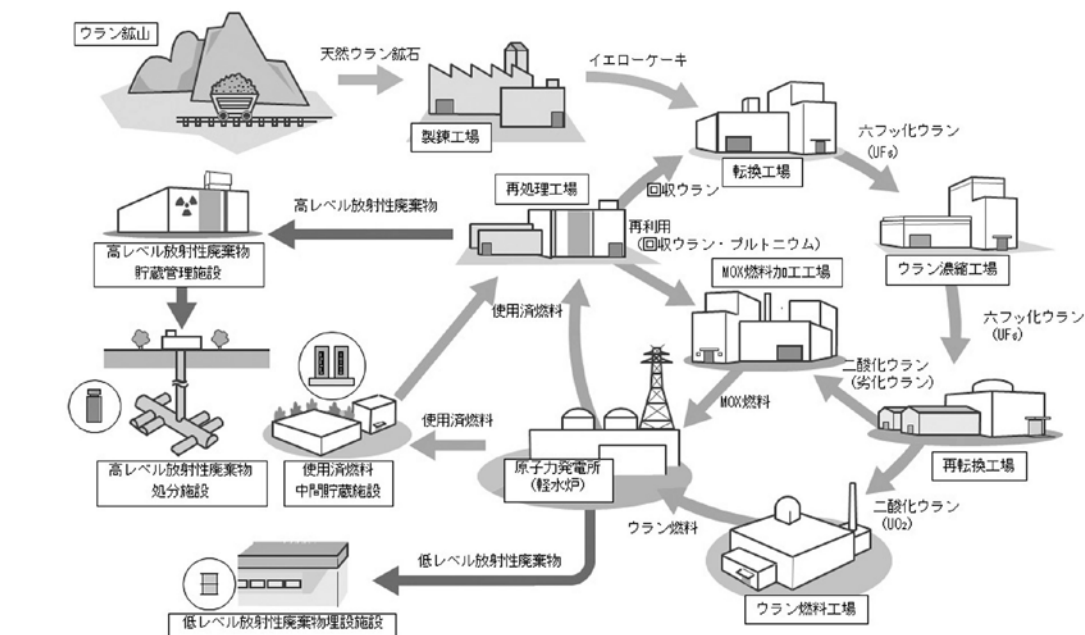 ウラン鉱山
天然ウラン鉱石
イエローケーキ
製錬工場
転換工場
六フッ化ウラン
(UF₆)
再処理工場
回収ウラン
高レベル放射性廃棄物
再利用
(回収ウラン・プルトニウム)
高レベル放射性廃棄物
貯蔵管理施設
MOX燃料加工工場
ウラン濃縮工場
使用済燃料
六フッ化ウラン
(UF₆)
二酸化ウラン
(劣化ウラン)
MOX燃料
使用済燃料
再転換工場
高レベル放射性廃棄物
処分施設
使用済燃料
中間貯蔵施設
原子力発電所
(軽水炉)
二酸化ウラン
(UO₂)
ウラン燃料
低レベル放射性廃棄物
ウラン燃料工場
低レベル放射性廃棄物埋設施設